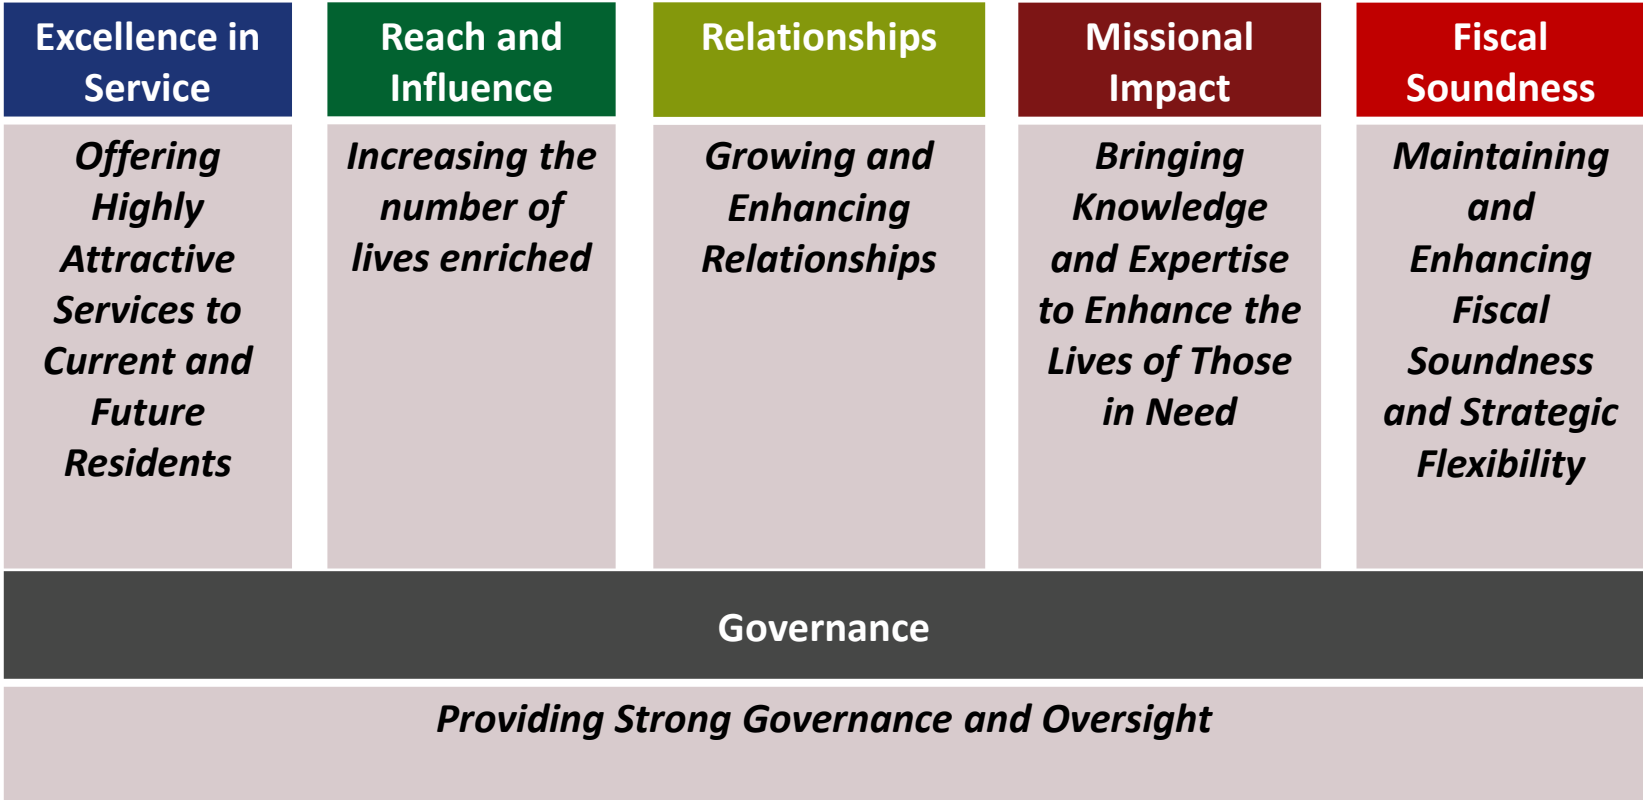 Excellence in
Service
Offering
Highly
Attractive
Services to
Current and
Future
Residents
Reach and
Influence
Increasing the
number of
lives enriched
Relationships
Growing and
Enhancing
Relationships
Missional
Impact
Bringing
Knowledge
and Expertise
to Enhance the
Lives of Those
in Need
Fiscal
Soundness
Maintaining
and
Enhancing
Fiscal
Soundness
and Strategic
Flexibility
Governance
Providing Strong Governance and Oversight